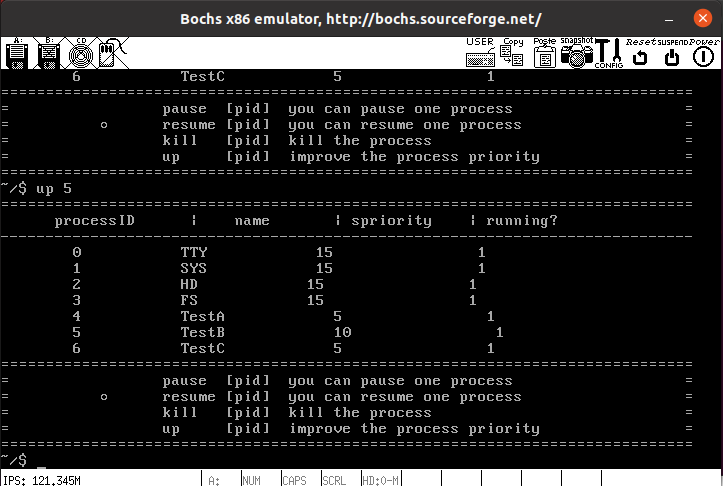 Bochs x86 emulator, http://bochs.sourceforge.net/
A: B: CD USER Copy Paste snapshot CONFIG Reset SUSPEND Power
6 TestC 5 1
================================================================================
= pause [pid] you can pause one process =
= o resume [pid] you can resume one process =
= kill [pid] kill the process =
= up [pid] improve the process priority =
================================================================================
~/$ up 5
================================================================================
processID | name | spriority | running?
--------------------------------------------------------------------------------
0 TTY 15 1
1 SYS 15 1
2 HD 15 1
3 FS 15 1
4 TestA 5 1
5 TestB 10 1
6 TestC 5 1
================================================================================
= pause [pid] you can pause one process =
= o resume [pid] you can resume one process =
= kill [pid] kill the process =
= up [pid] improve the process priority =
================================================================================
~/$ _
IPS: 121.345M A: NUM CAPS SCRL HD:0-M